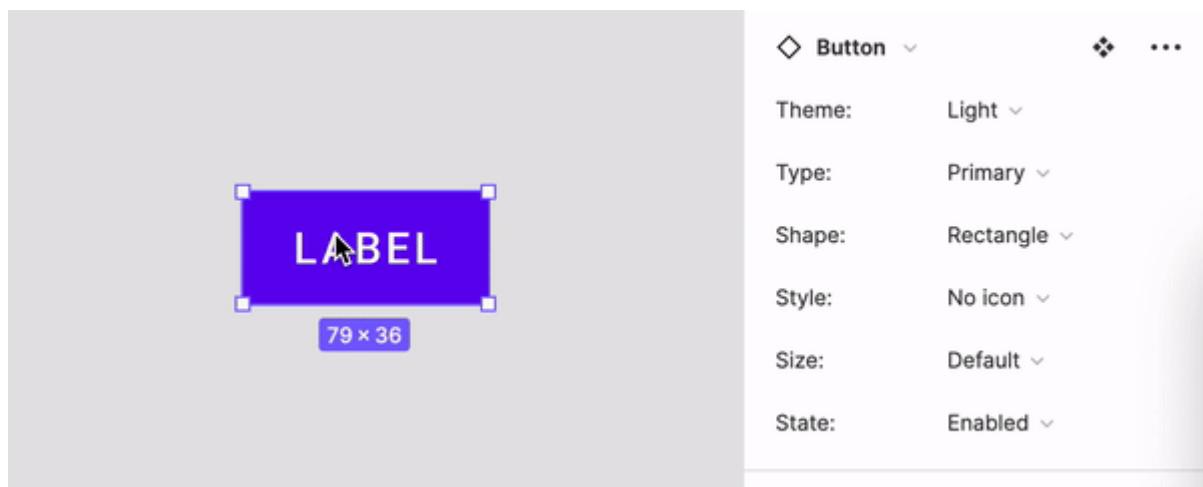 LABEL
79 × 36
Button
Theme: Light
Type: Primary
Shape: Rectangle
Style: No icon
Size: Default
State: Enabled